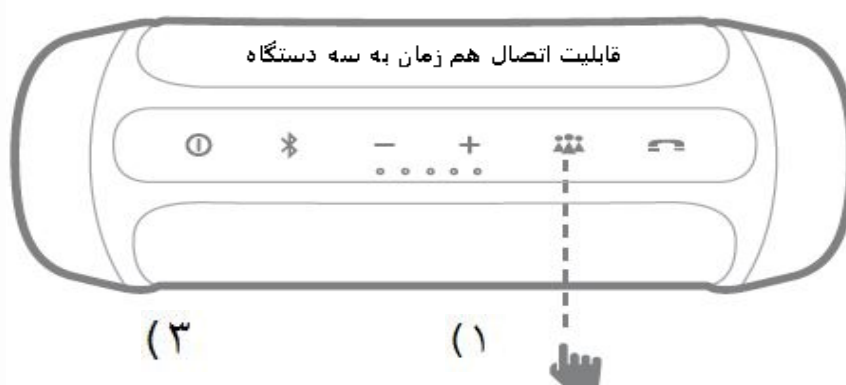 قابلیت اتصال هم زمان به سه دستگاه
(۱
(۳